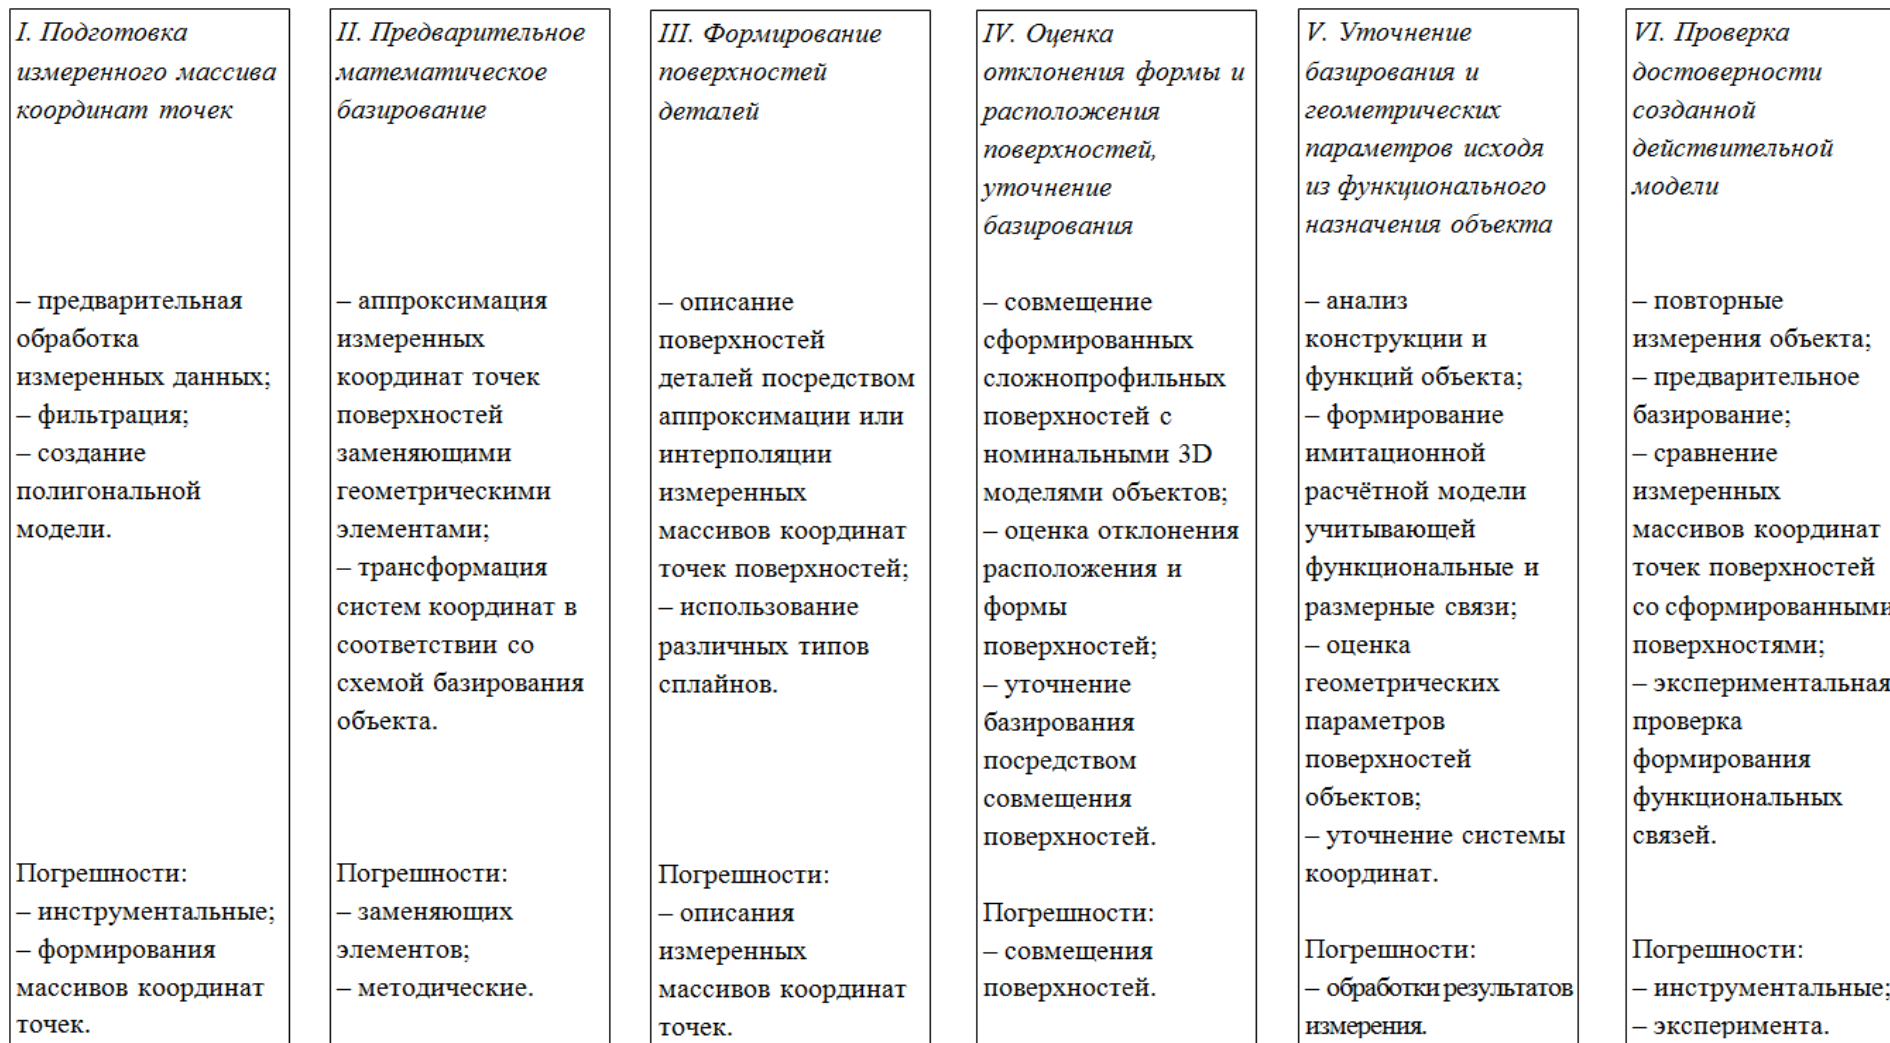 I. Подготовка
измеренного массива
координат точек
– предварительная
обработка
измеренных данных;
– фильтрация;
– создание
полигональной
модели.
Погрешности:
– инструментальные;
– формирования
массивов координат
точек.
II. Предварительное
математическое
базирование
– аппроксимация
измеренных
координат точек
поверхностей
заменяющими
геометрическими
элементами;
– трансформация
систем координат в
соответствии со
схемой базирования
объекта.
Погрешности:
– заменяющих
элементов;
– методические.
III. Формирование
поверхностей
деталей
– описание
поверхностей
деталей посредством
аппроксимации или
интерполяции
измеренных
массивов координат
точек поверхностей;
– использование
различных типов
сплайнов.
Погрешности:
– описания
измеренных
массивов координат
точек.
IV. Оценка
отклонения формы и
расположения
поверхностей,
уточнение
базирования
– совмещение
сформированных
сложнопрофильных
поверхностей с
номинальными 3D
моделями объектов;
– оценка отклонения
расположения и
формы
поверхностей;
– уточнение
базирования
посредством
совмещения
поверхностей.
Погрешности:
– совмещения
поверхностей.
V. Уточнение
базирования и
геометрических
параметров исходя
из функционального
назначения объекта
– анализ
конструкции и
функций объекта;
– формирование
имитационной
расчётной модели
учитывающей
функциональные и
размерные связи;
– оценка
геометрических
параметров
поверхностей
объектов;
– уточнение системы
координат.
Погрешности:
– обработки результатов
измерения.
VI. Проверка
достоверности
созданной
действительной
модели
– повторные
измерения объекта;
– предварительное
базирование;
– сравнение
измеренных
массивов координат
точек поверхностей
со сформированными
поверхностями;
– экспериментальная
проверка
формирования
функциональных
связей.
Погрешности:
– инструментальные;
– эксперимента.